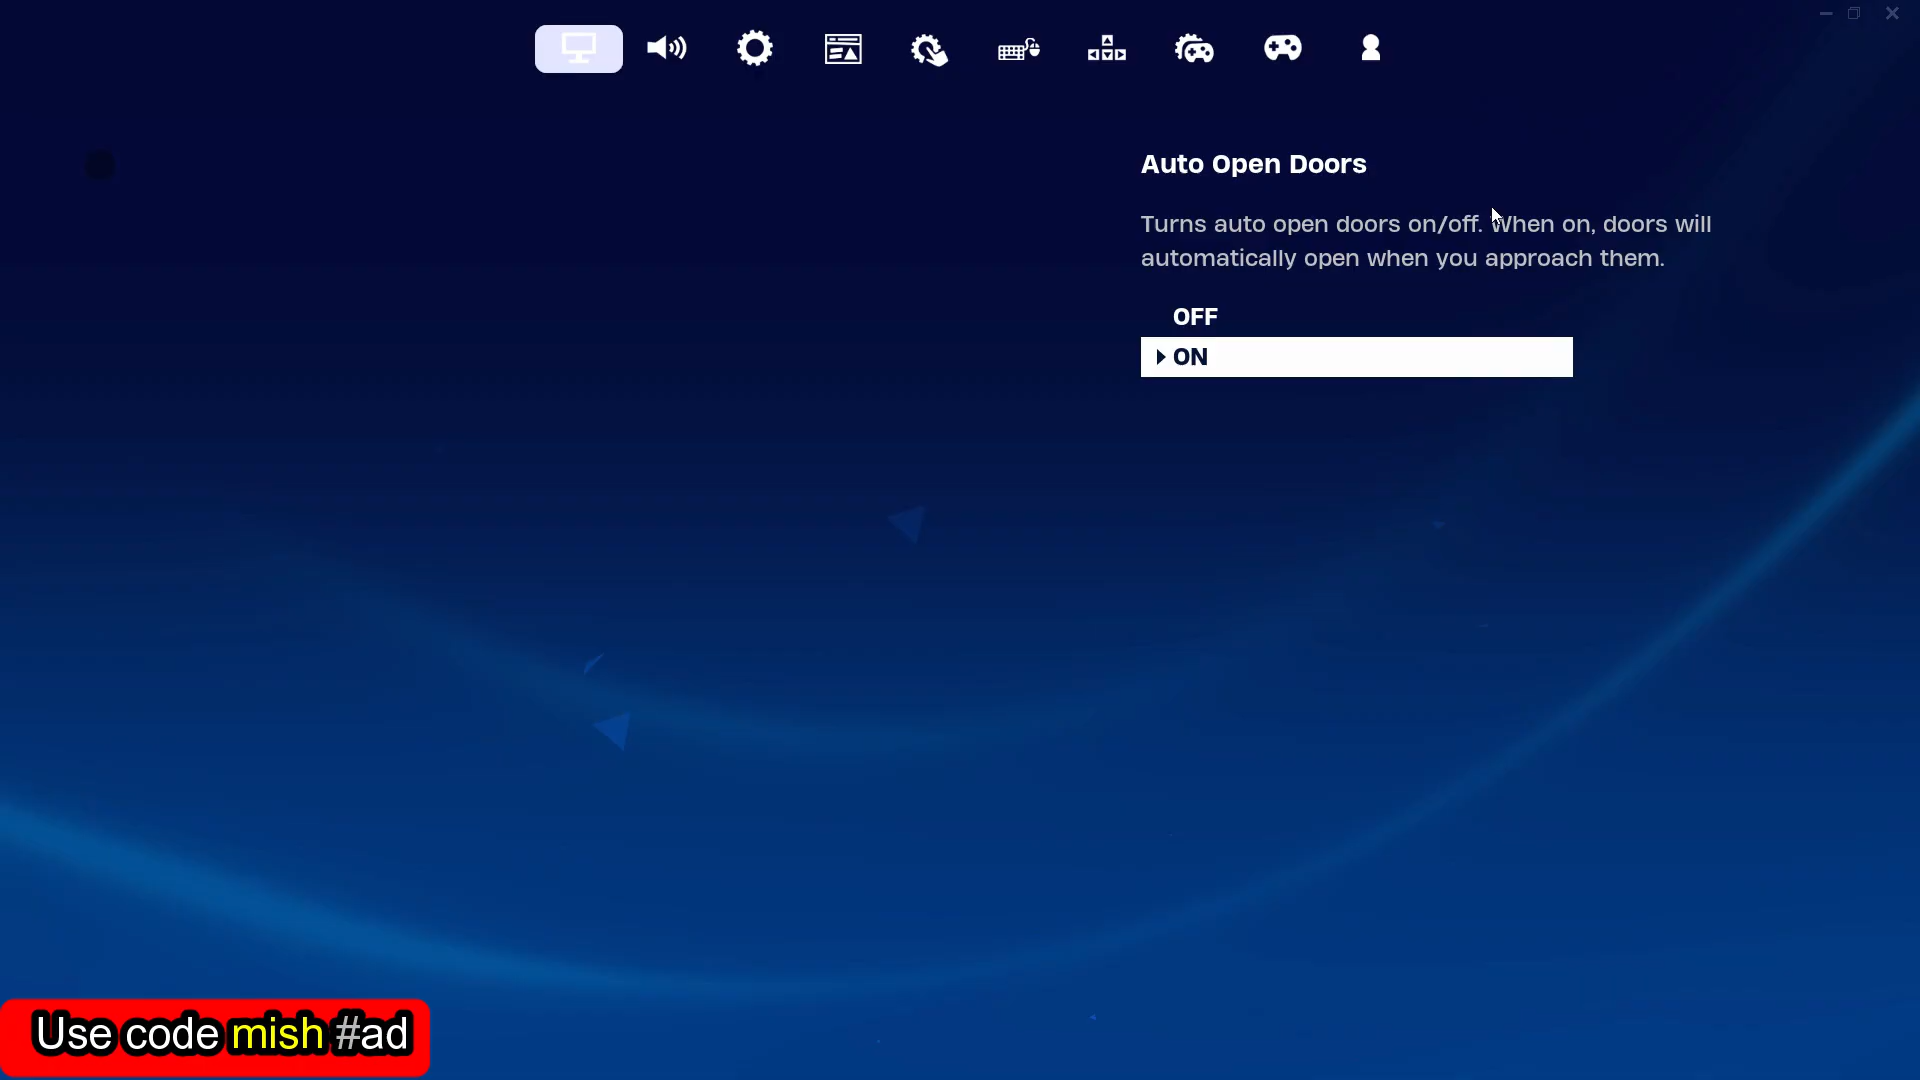 Auto Open Doors
Turns auto open doors on/off. When on, doors will
automatically open when you approach them.
OFF
ON
Use code mish #ad